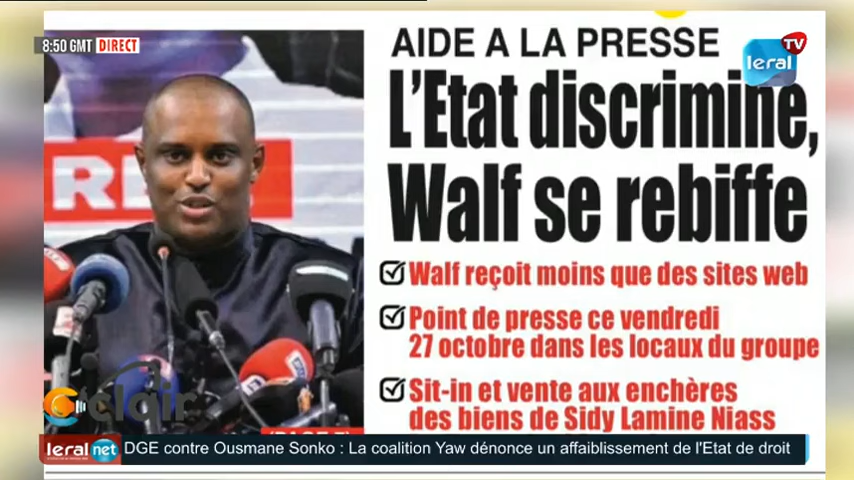 8:50 GMT DIRECT
AIDE A LA PRESSE
leral TV
L'Etat discrimine,
Walf se rebiffe
Walf reçoit moins que des sites web
Point de presse ce vendredi
27 octobre dans les locaux du groupe
Sit-in et vente aux enchères
des biens de Sidy Lamine Niass
clair
leral net
DGE contre Ousmane Sonko : La coalition Yaw dénonce un affaiblissement de l'Etat de droit